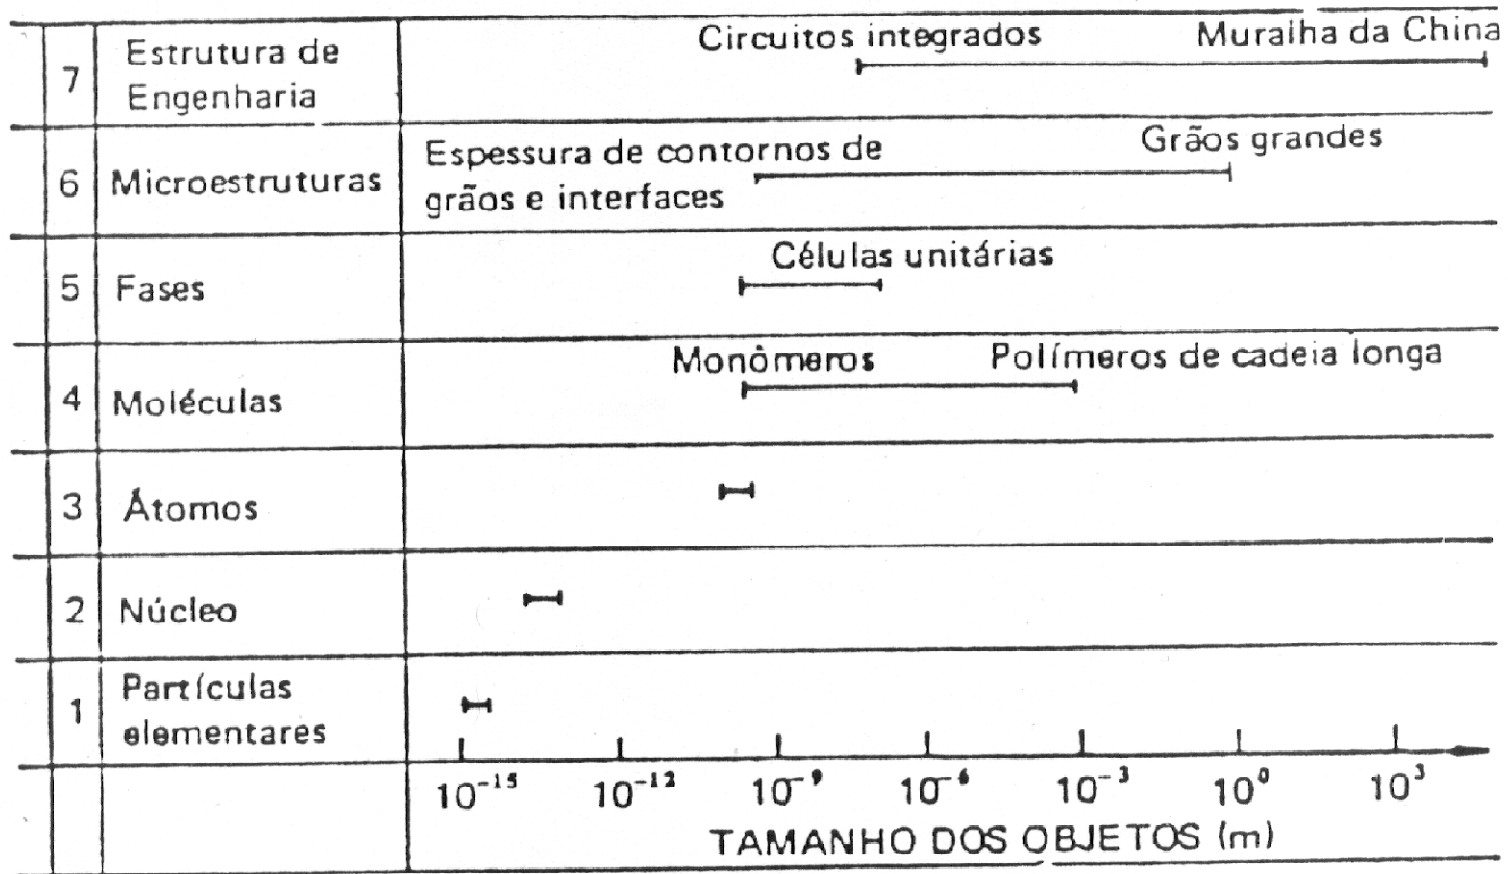 7
Estrutura de
Engenharia
Circuitos integrados
Muralha da China
6
Microestruturas
Espessura de contornos de
grãos e interfaces
Grãos grandes
5
Fases
Células unitárias
4
Moléculas
Monômeros
Polímeros de cadeia longa
3
Átomos
2
Núcleo
1
Partículas
elementares
10⁻¹⁵ 10⁻¹² 10⁻⁹ 10⁻⁶ 10⁻³ 10⁰ 10³
TAMANHO DOS OBJETOS (m)